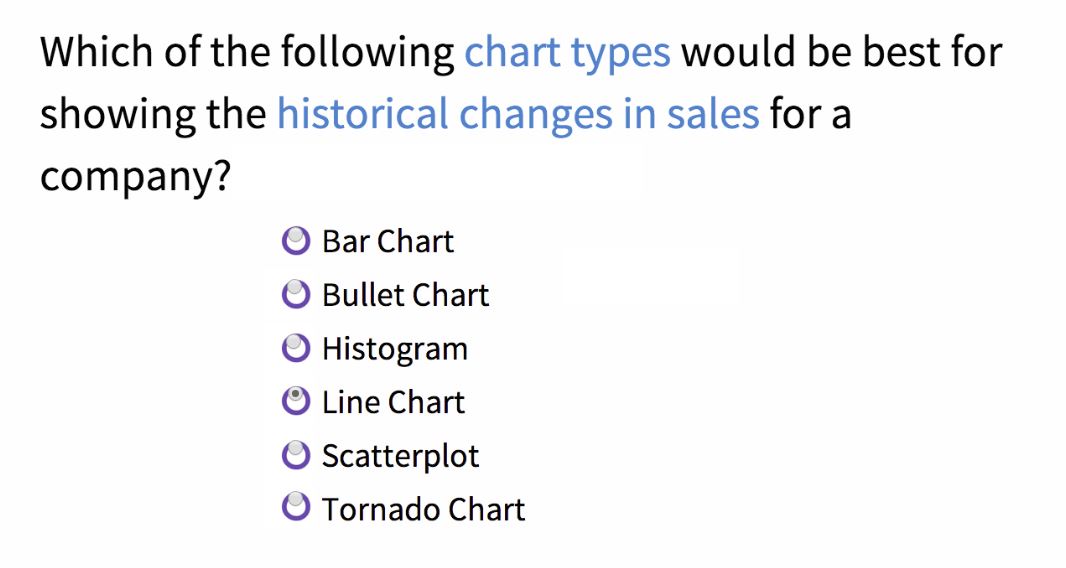 Which of the following chart types would be best for
showing the historical changes in sales for a
company?
Bar Chart
Bullet Chart
Histogram
Line Chart
Scatterplot
Tornado Chart